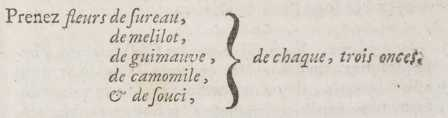 Prenez fleurs de ſureau,
de melilot,
de guimauve, de chaque, trois onces.
de camomile,
& de ſouci,